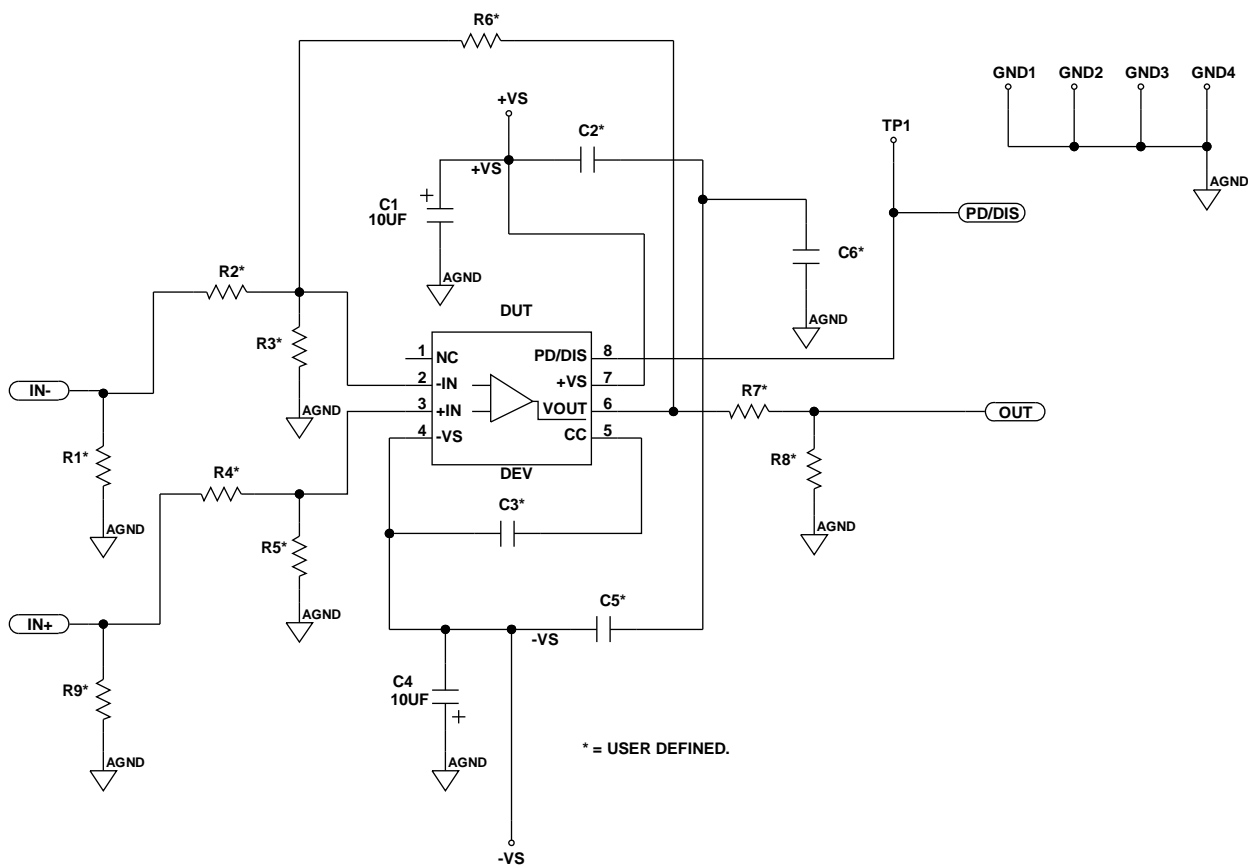 R6*
GND1 GND2 GND3 GND4
+VS
TP1
C2*
+VS
AGND
C1
10UF
+
PD/DIS
C6*
R2*
AGND
AGND
DUT
R3*
1 NC PD/DIS 8
2 -IN +VS 7
3 +IN VOUT 6
4 -VS CC 5
DEV
IN-
R7*
OUT
AGND
R1*
R4*
R8*
C3*
AGND
AGND
R5*
C5*
AGND
IN+
-VS
R9*
C4
10UF
+
* = USER DEFINED.
AGND
AGND
-VS